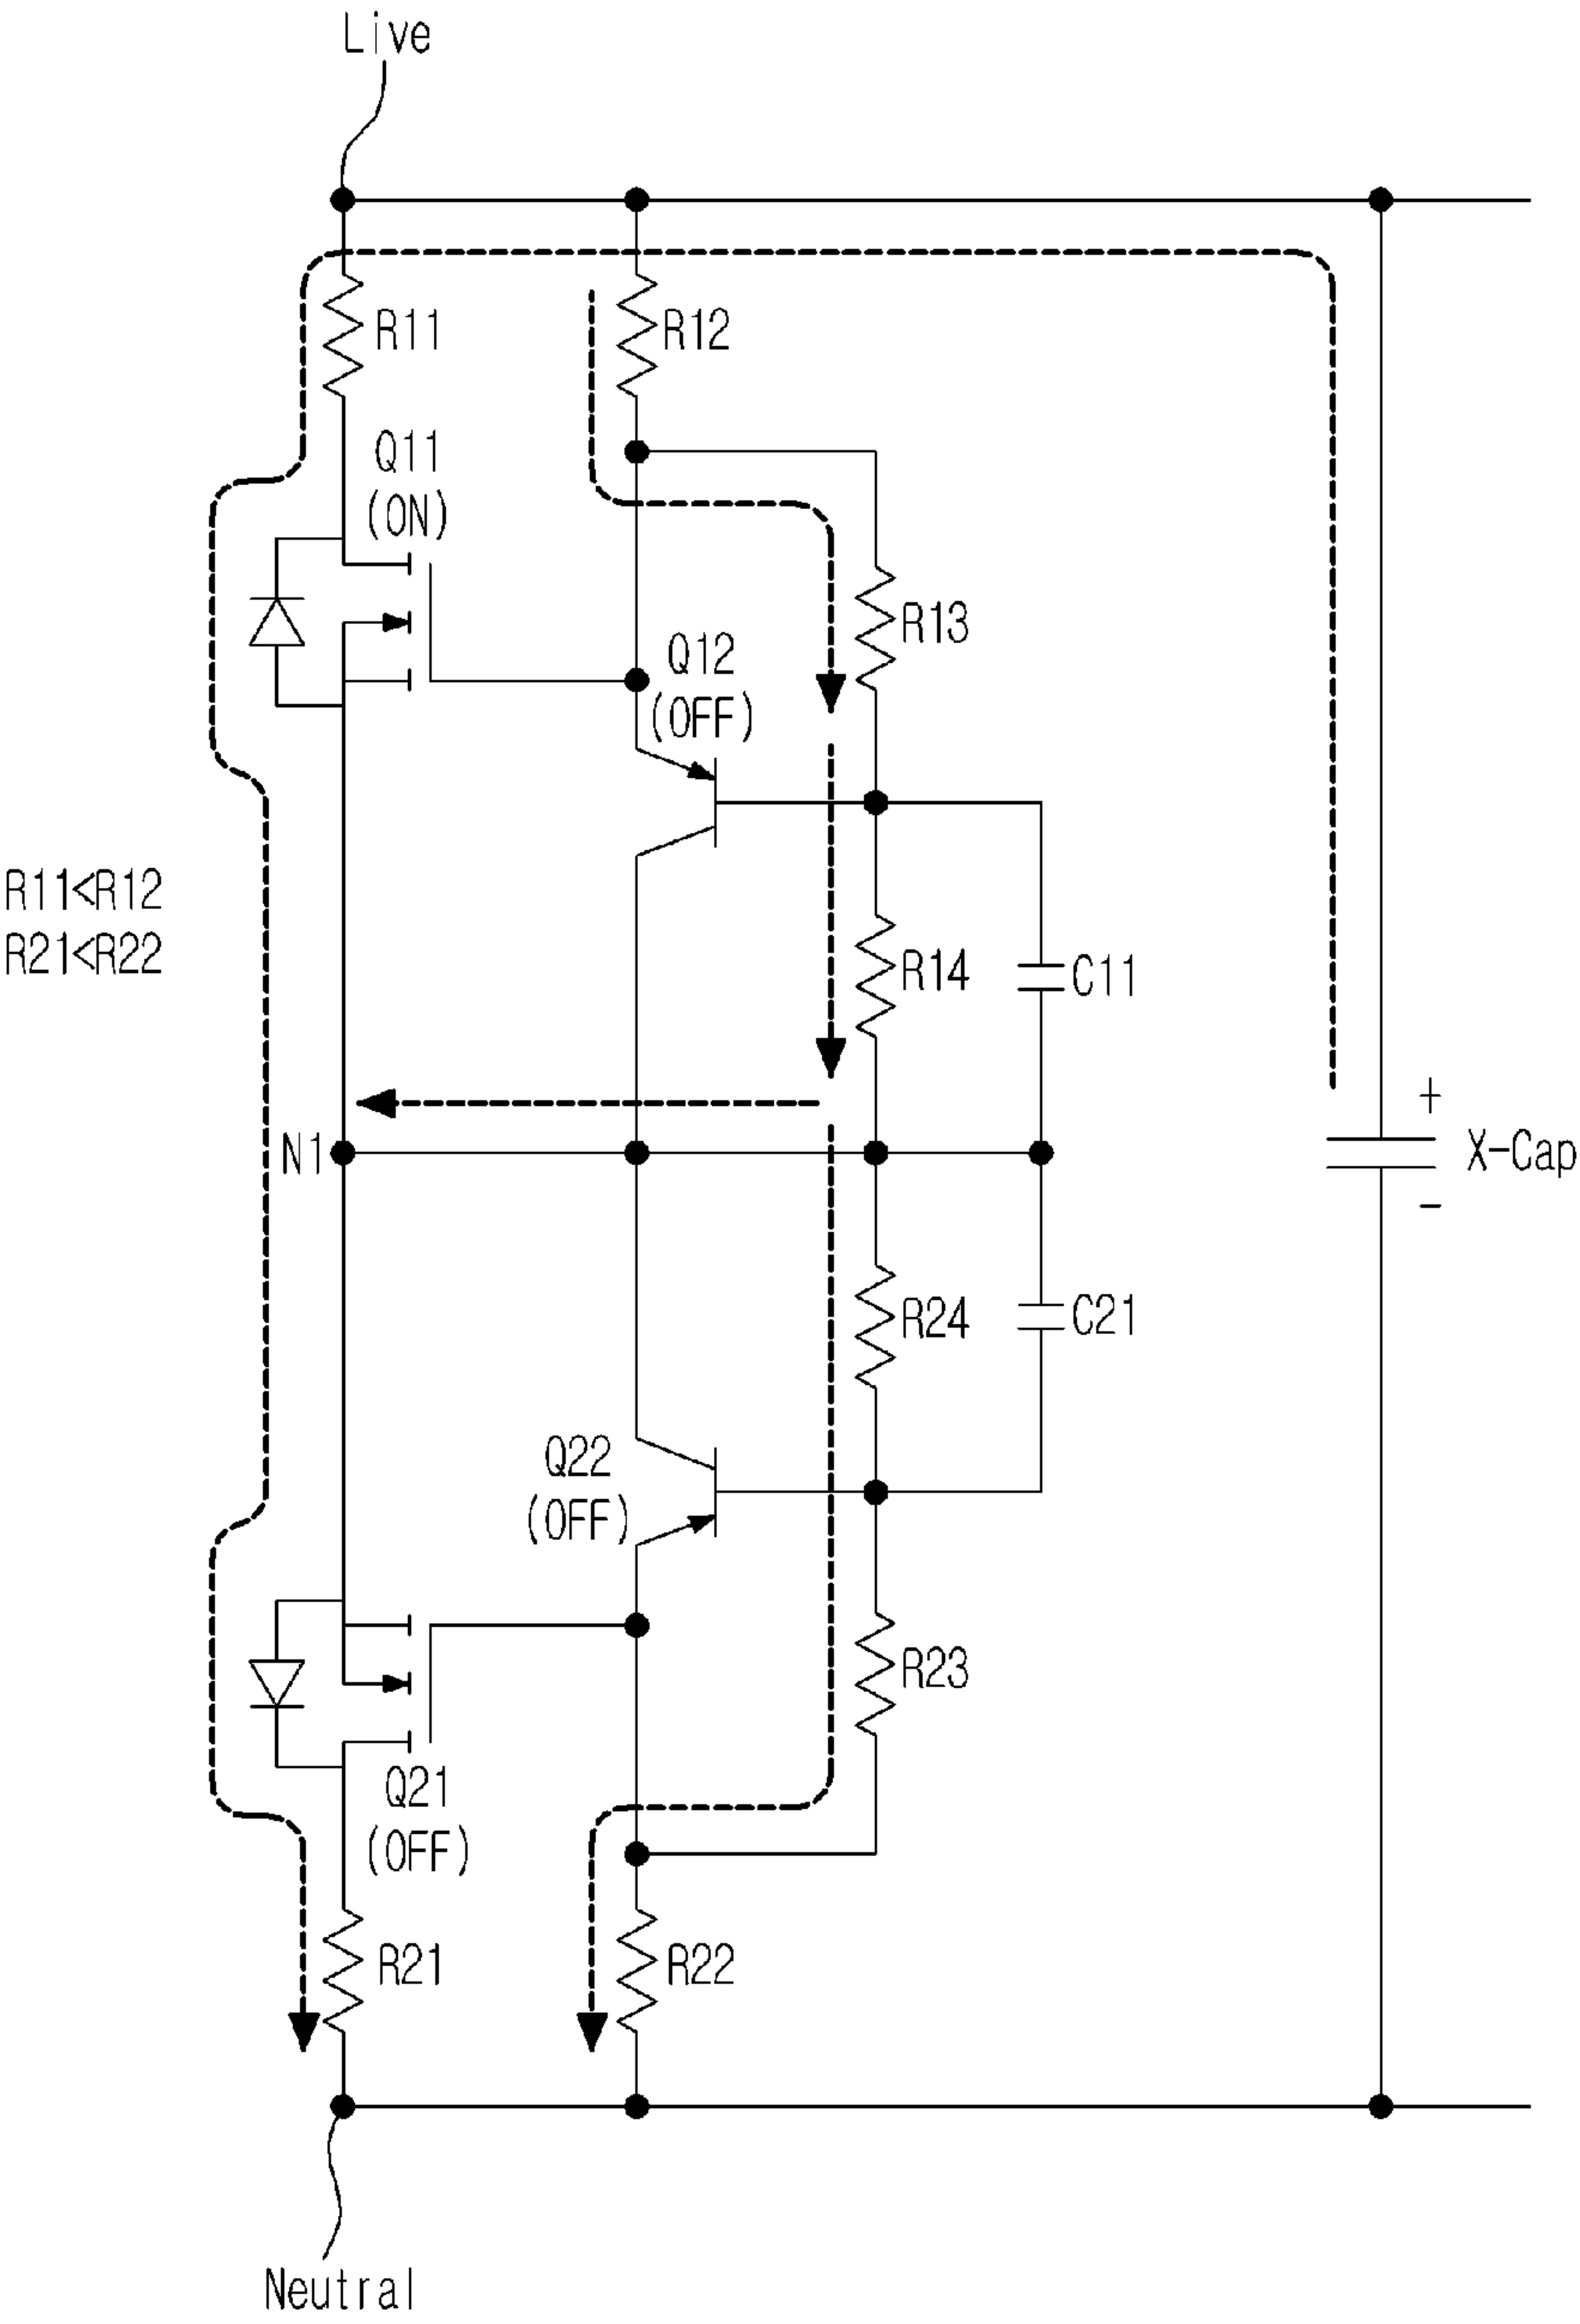 Live
R11
R12
Q11
(ON)
R13
Q12
(OFF)
R11<R12
R21<R22
R14
C11
+
N1
X-Cap
-
R24
C21
Q22
(OFF)
R23
Q21
(OFF)
R21
R22
Neutral